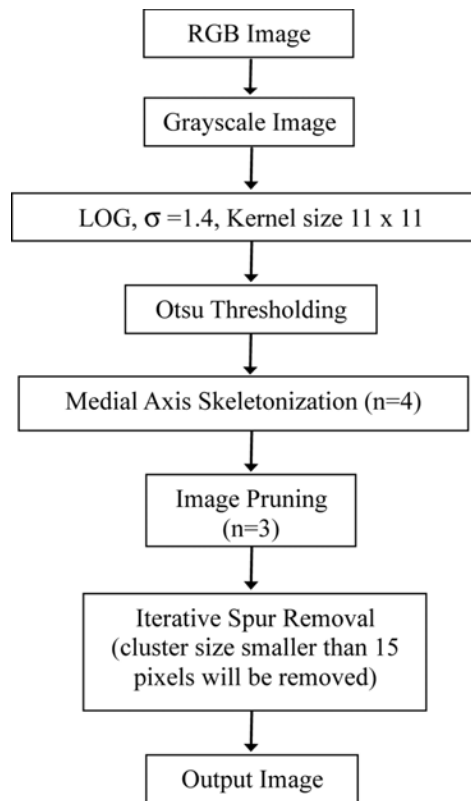 RGB Image
Grayscale Image
LOG, σ =1.4, Kernel size 11 x 11
Otsu Thresholding
Medial Axis Skeletonization (n=4)
Image Pruning
(n=3)
Iterative Spur Removal
(cluster size smaller than 15
pixels will be removed)
Output Image